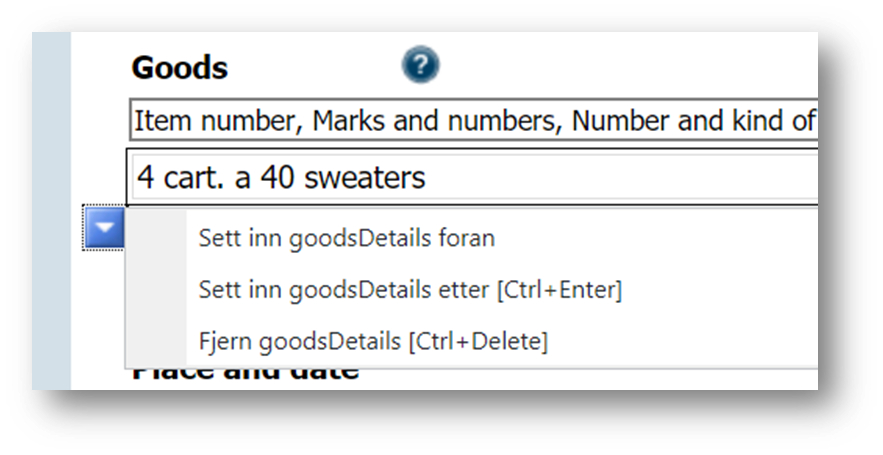 Goods
?
Item number, Marks and numbers, Number and kind of
4 cart. a 40 sweaters
Sett inn goodsDetails foran
Sett inn goodsDetails etter [Ctrl+Enter]
Fjern goodsDetails [Ctrl+Delete]
Place and date